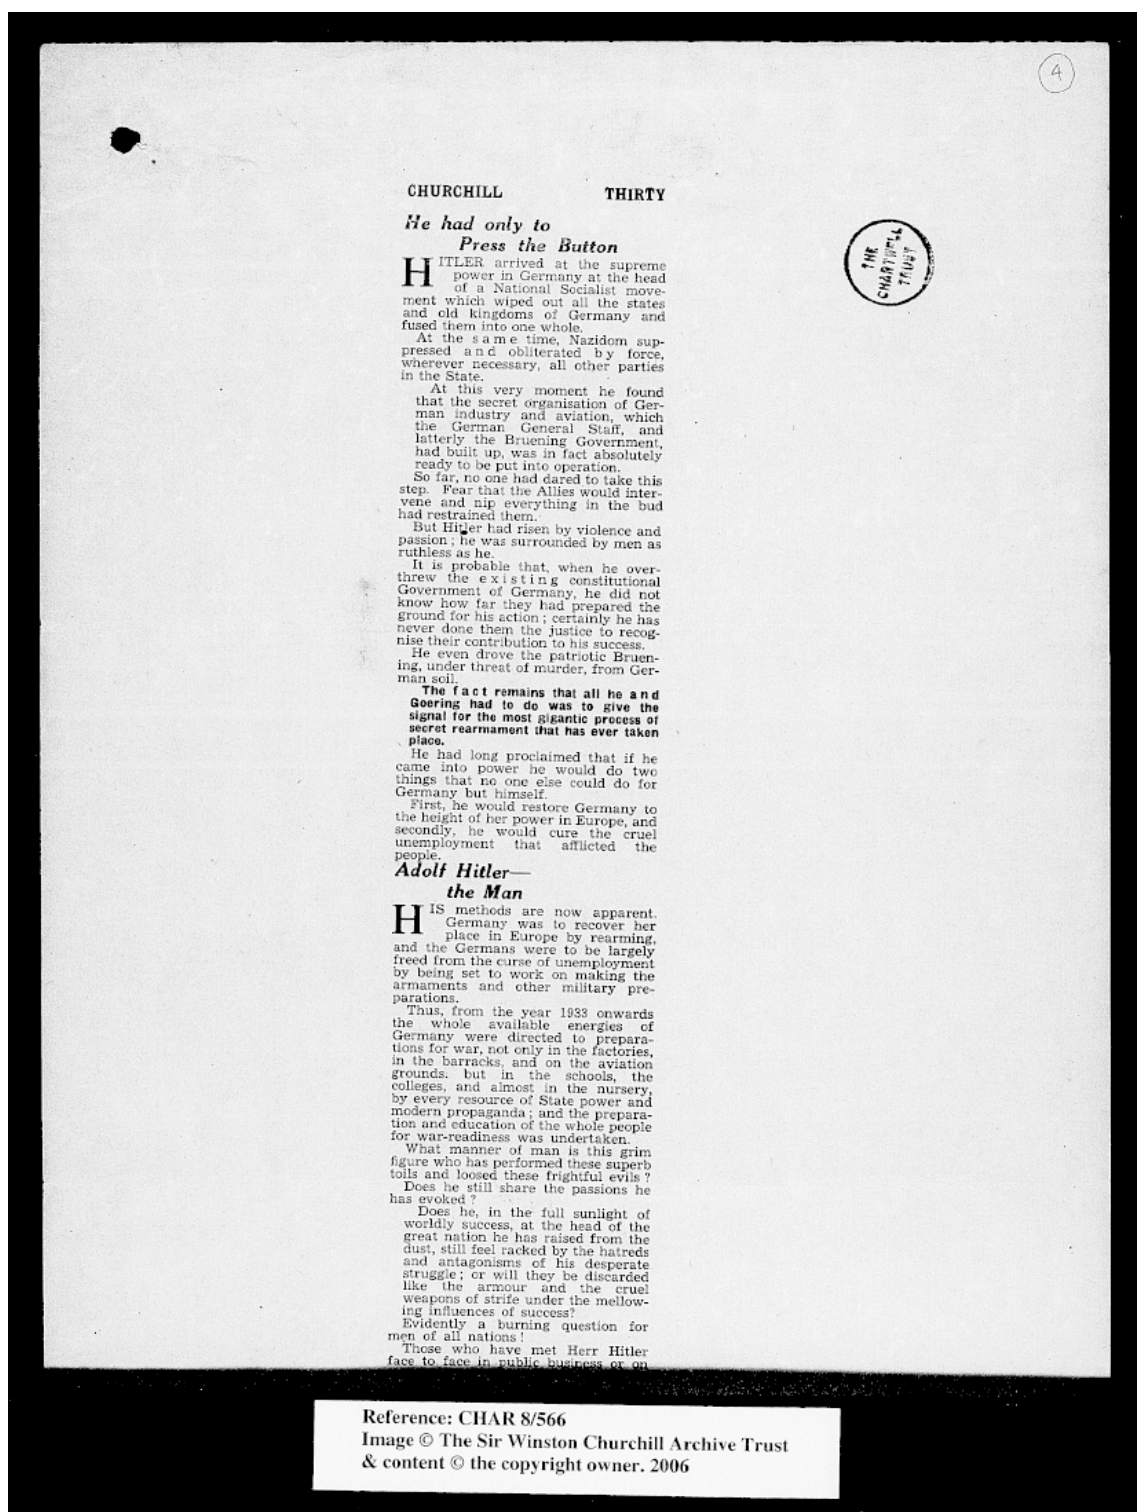 4
CHURCHILL THIRTY
He had only to
Press the Button
HITLER arrived at the supreme
power in Germany at the head
of a National Socialist move-
ment which wiped out all the states
and old kingdoms of Germany and
fused them into one whole.
At the same time, Nazidom sup-
pressed and obliterated by force,
wherever necessary, all other parties
in the State.
At this very moment he found
that the secret organisation of Ger-
man industry and aviation, which
the German General Staff, and
latterly the Bruening Government,
had built up, was in fact absolutely
ready to be put into operation.
So far, no one had dared to take this
step. Fear that the Allies would inter-
vene and nip everything in the bud
had restrained them.
But Hitler had risen by violence and
passion; he was surrounded by men as
ruthless as he.
It is probable that, when he over-
threw the existing constitutional
Government of Germany, he did not
know how far they had prepared the
ground for his action; certainly he has
never done them the justice to recog-
nise their contribution to his success.
He even drove the patriotic Bruen-
ing, under threat of murder, from Ger-
man soil.
The fact remains that all he and
Goering had to do was to give the
signal for the most gigantic process of
secret rearmament that has ever taken
place.
He had long proclaimed that if he
came into power he would do two
things that no one else could do for
Germany but himself.
First, he would restore Germany to
the height of her power in Europe, and
secondly, he would cure the cruel
unemployment that afflicted the
people.
Adolf Hitler—
the Man
HIS methods are now apparent.
Germany was to recover her
place in Europe by rearming,
and the Germans were to be largely
freed from the curse of unemployment
by being set to work on making the
armaments and other military pre-
parations.
Thus, from the year 1933 onwards
the whole available energies of
Germany were directed to prepara-
tions for war, not only in the factories,
in the barracks, and on the aviation
grounds. but in the schools, the
colleges, and almost in the nursery,
by every resource of State power and
modern propaganda; and the prepara-
tion and education of the whole people
for war-readiness was undertaken.
What manner of man is this grim
figure who has performed these superb
toils and loosed these frightful evils?
Does he still share the passions he
has evoked?
Does he, in the full sunlight of
worldly success, at the head of the
great nation he has raised from the
dust, still feel racked by the hatreds
and antagonisms of his desperate
struggle; or will they be discarded
like the armour and the cruel
weapons of strife under the mellow-
ing influences of success?
Evidently a burning question for
men of all nations!
Those who have met Herr Hitler
face to face in public business or on
THE
CHARTWELL
TRUST
Reference: CHAR 8/566
Image © The Sir Winston Churchill Archive Trust
& content © the copyright owner. 2006